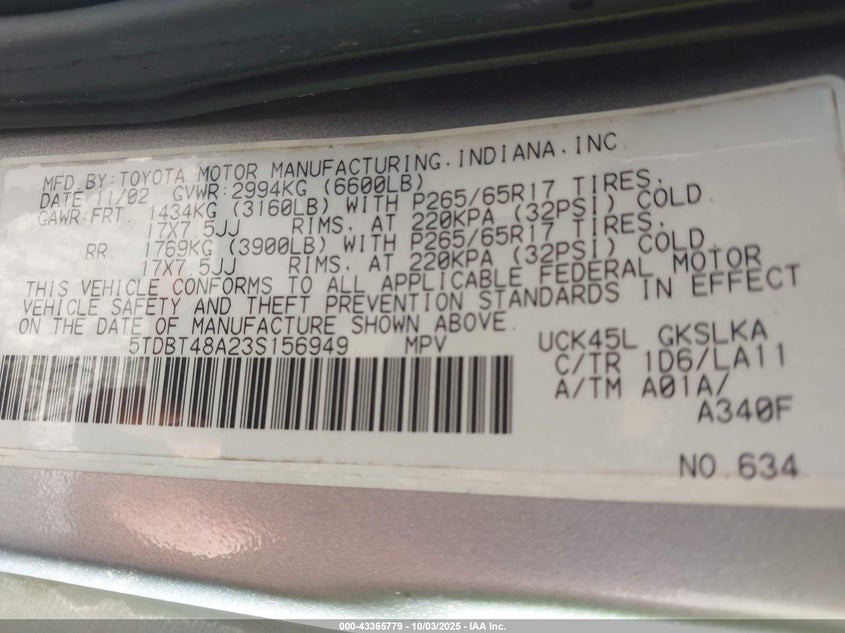 MFD.BY:TOYOTA MOTOR MANUFACTURING.INDIANA.INC.
DATE 11/02 GVWR:2994KG (6600LB)
GAWR:FRT. 1434KG (3160LB) WITH P265/65R17 TIRES.
17X7.5JJ RIMS. AT 220KPA (32PSI) COLD
RR. 1769KG (3900LB) WITH P265/65R17 TIRES.
17X7.5JJ RIMS. AT 220KPA (32PSI) COLD.
THIS VEHICLE CONFORMS TO ALL APPLICABLE FEDERAL MOTOR
VEHICLE SAFETY AND THEFT PREVENTION STANDARDS IN EFFECT
ON THE DATE OF MANUFACTURE SHOWN ABOVE.
5TDBT48A23S156949 MPV UCK45L GKSLKA
C/TR 1D6/LA11
A/TM A01A/
A340F
NO.634
000-43365779 - 10/03/2025 - IAA Inc.